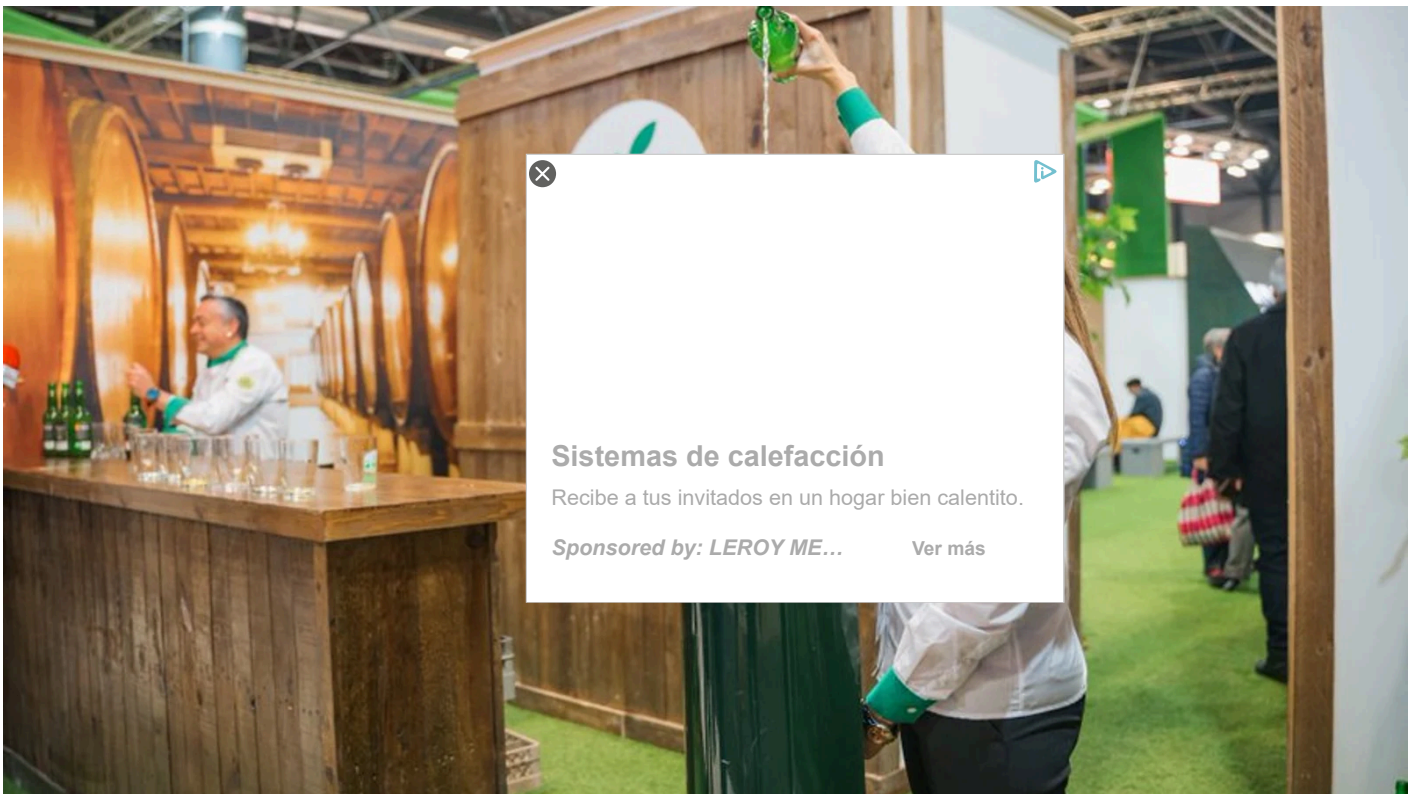 Sistemas de calefacción
Recibe a tus invitados en un hogar bien calentito.
Sponsored by: LEROY ME…
Ver más